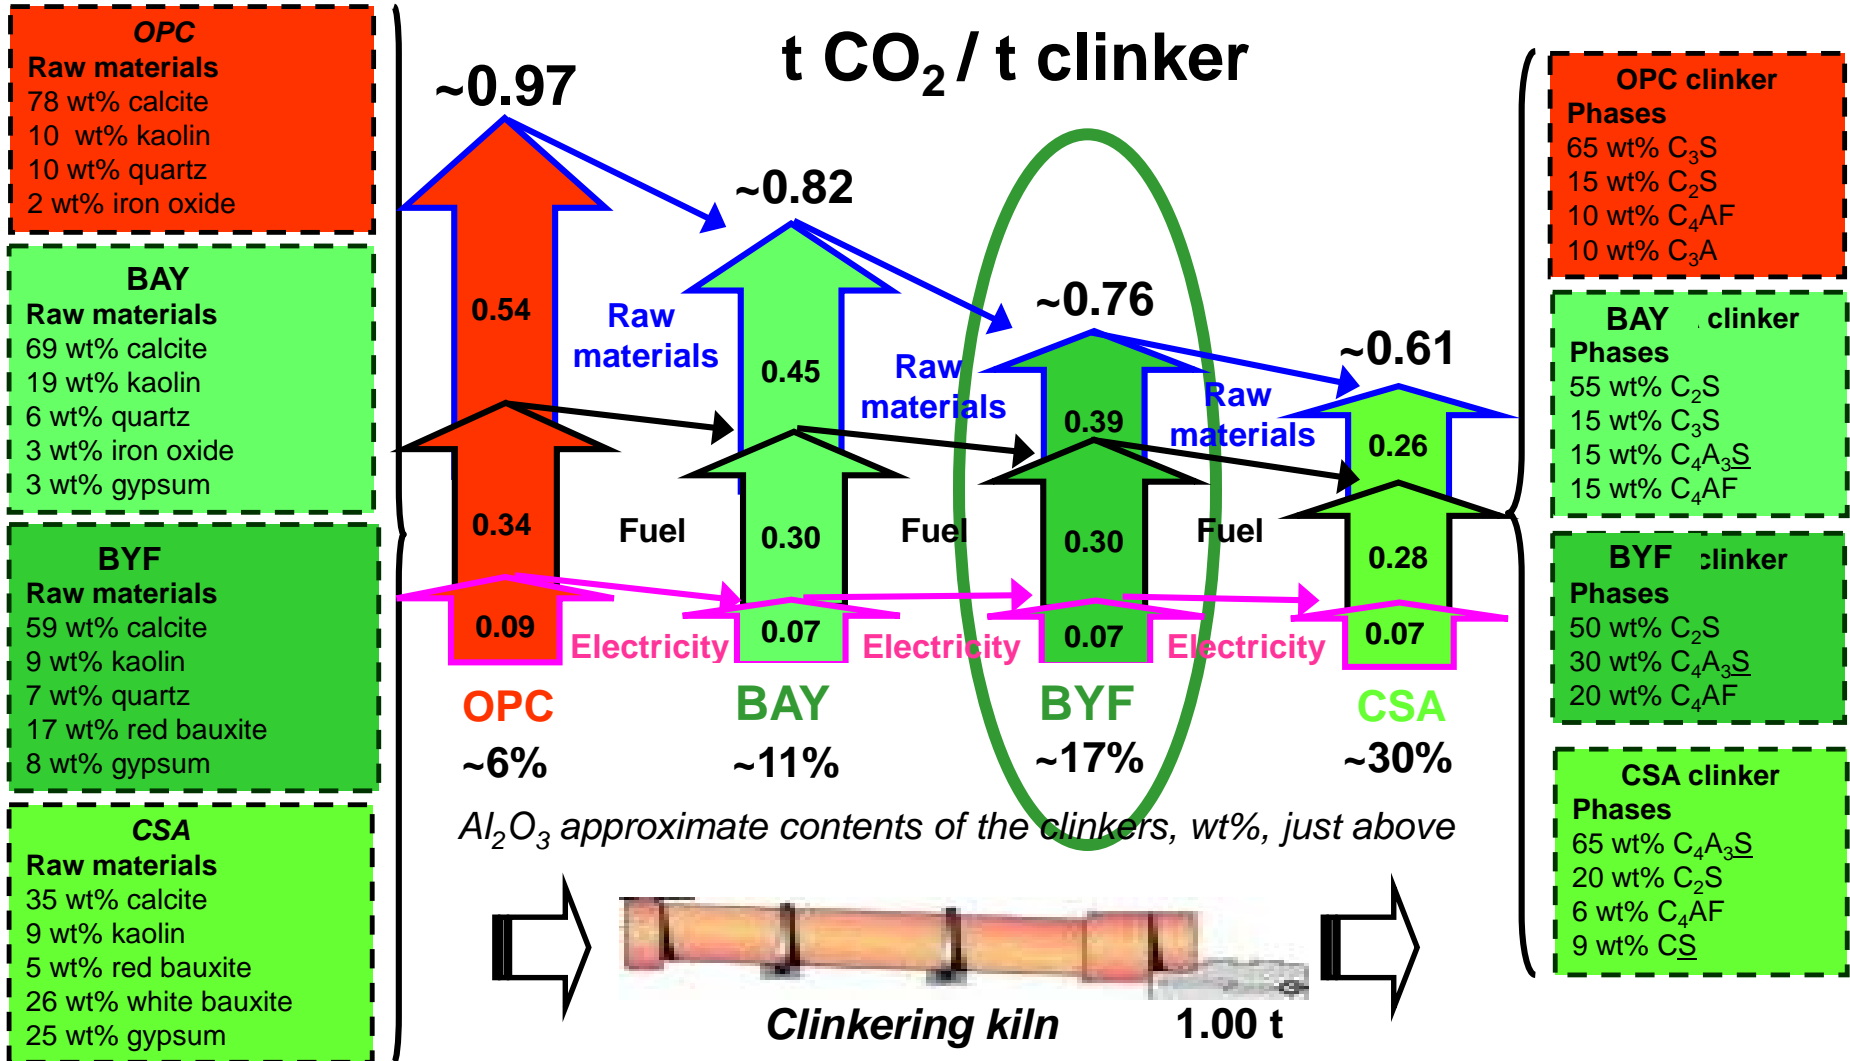 t CO₂ / t clinker
OPC
Raw materials
78 wt% calcite
10 wt% kaolin
10 wt% quartz
2 wt% iron oxide
BAY
Raw materials
69 wt% calcite
19 wt% kaolin
6 wt% quartz
3 wt% iron oxide
3 wt% gypsum
BYF
Raw materials
59 wt% calcite
9 wt% kaolin
7 wt% quartz
17 wt% red bauxite
8 wt% gypsum
CSA
Raw materials
35 wt% calcite
9 wt% kaolin
5 wt% red bauxite
26 wt% white bauxite
25 wt% gypsum
~0.97
0.54
0.34
0.09
OPC
~6%
Raw
materials
Fuel
Electricity
~0.82
0.45
0.30
0.07
BAY
~11%
Raw
materials
Fuel
Electricity
~0.76
0.39
0.30
0.07
BYF
~17%
Raw
materials
Fuel
Electricity
~0.61
0.26
0.28
0.07
CSA
~30%
Al₂O₃ approximate contents of the clinkers, wt%, just above
Clinkering kiln
1.00 t
OPC clinker
Phases
65 wt% C₃S
15 wt% C₂S
10 wt% C₄AF
10 wt% C₃A
BAY clinker
Phases
55 wt% C₂S
15 wt% C₃S
15 wt% C₄A₃S
15 wt% C₄AF
BYF clinker
Phases
50 wt% C₂S
30 wt% C₄A₃S
20 wt% C₄AF
CSA clinker
Phases
65 wt% C₄A₃S
20 wt% C₂S
6 wt% C₄AF
9 wt% CS